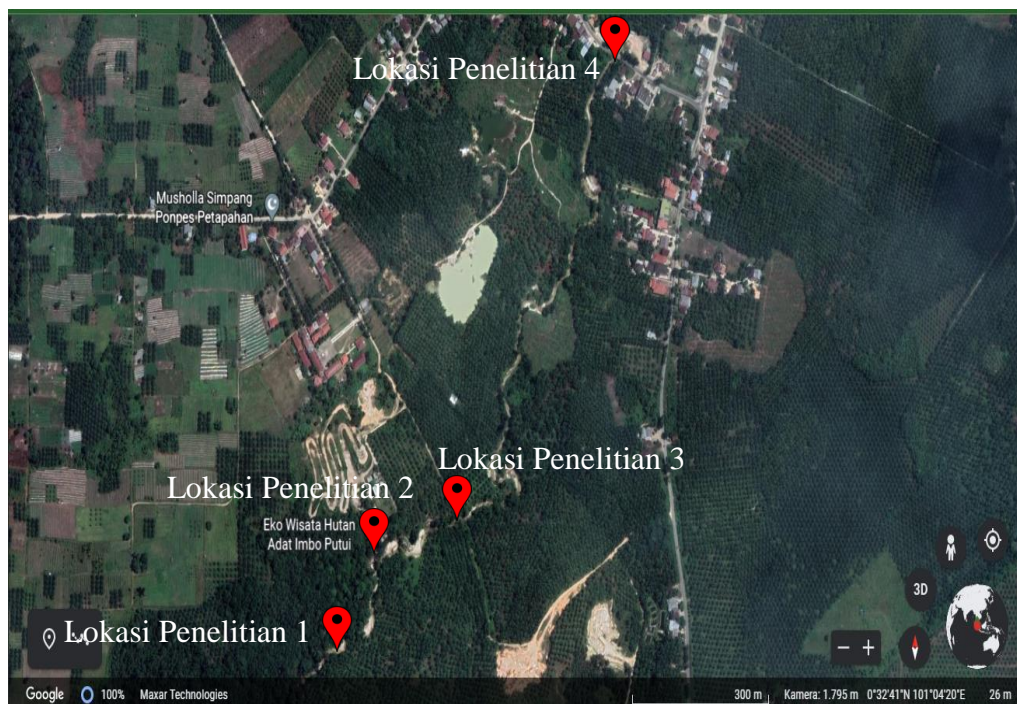 Lokasi Penelitian 4
Musholla Simpang
Ponpes Petapahan
Lokasi Penelitian 3
Lokasi Penelitian 2
Eko Wisata Hutan
Adat Imbo Putui
Lokasi Penelitian 1
3D
Google 100% Maxar Technologies 300 m Kamera: 1.795 m 0°32'41"N 101°04'20"E 26 m